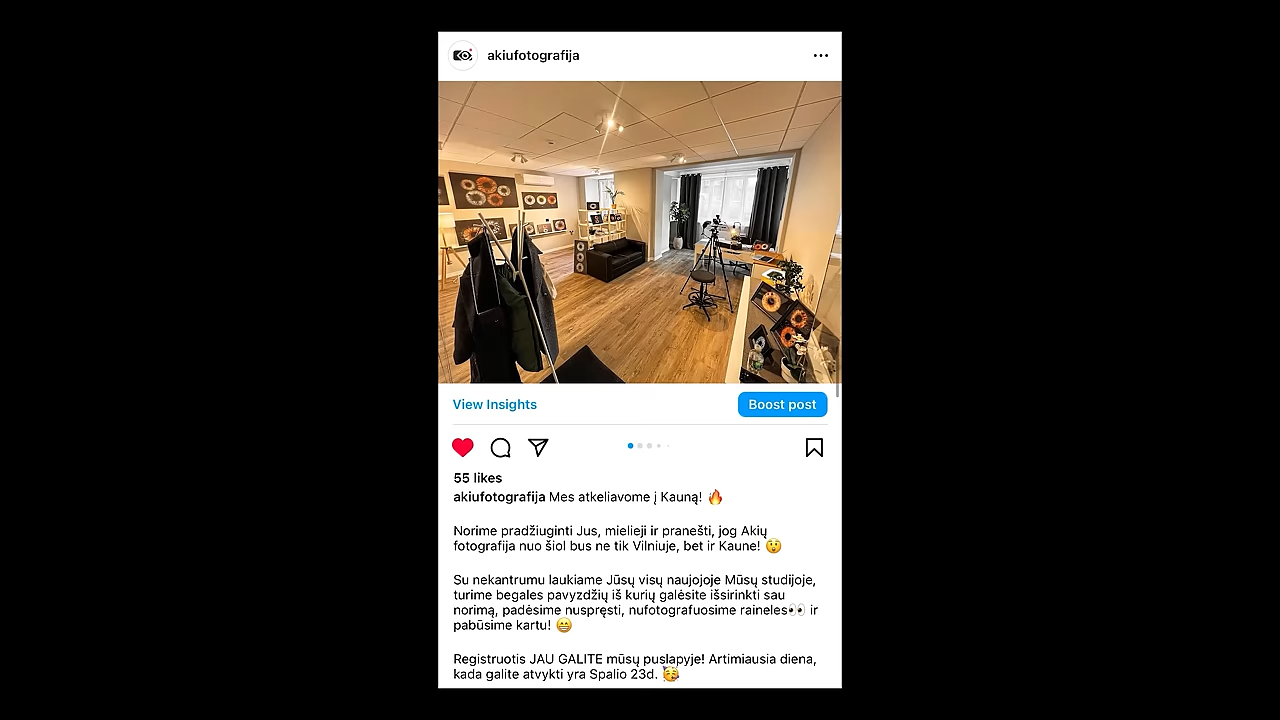 akiufotografija
View Insights
Boost post
55 likes
akiufotografija Mes atkeliavome į Kauną! 🔥
Norime pradžiuginti Jus, mielieji ir pranešti, jog Akių
fotografija nuo šiol bus ne tik Vilniuje, bet ir Kaune! 😲
Su nekantrumu laukiame Jūsų visų naujojoje Mūsų studijoje,
turime begales pavyzdžių iš kurių galėsite išsirinkti sau
norimą, padėsime nuspręsti, nufotografuosime raineles👀 ir
pabūsime kartu! 😁
Registruotis JAU GALITE mūsų puslapyje! Artimiausia diena,
kada galite atvykti yra Spalio 23d. 🥳